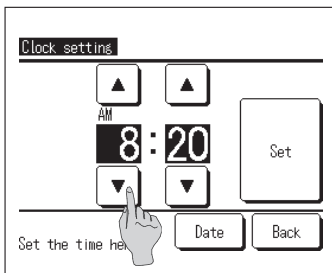 Clock setting
AM
8:20
Set
Set the time he
Date
Back